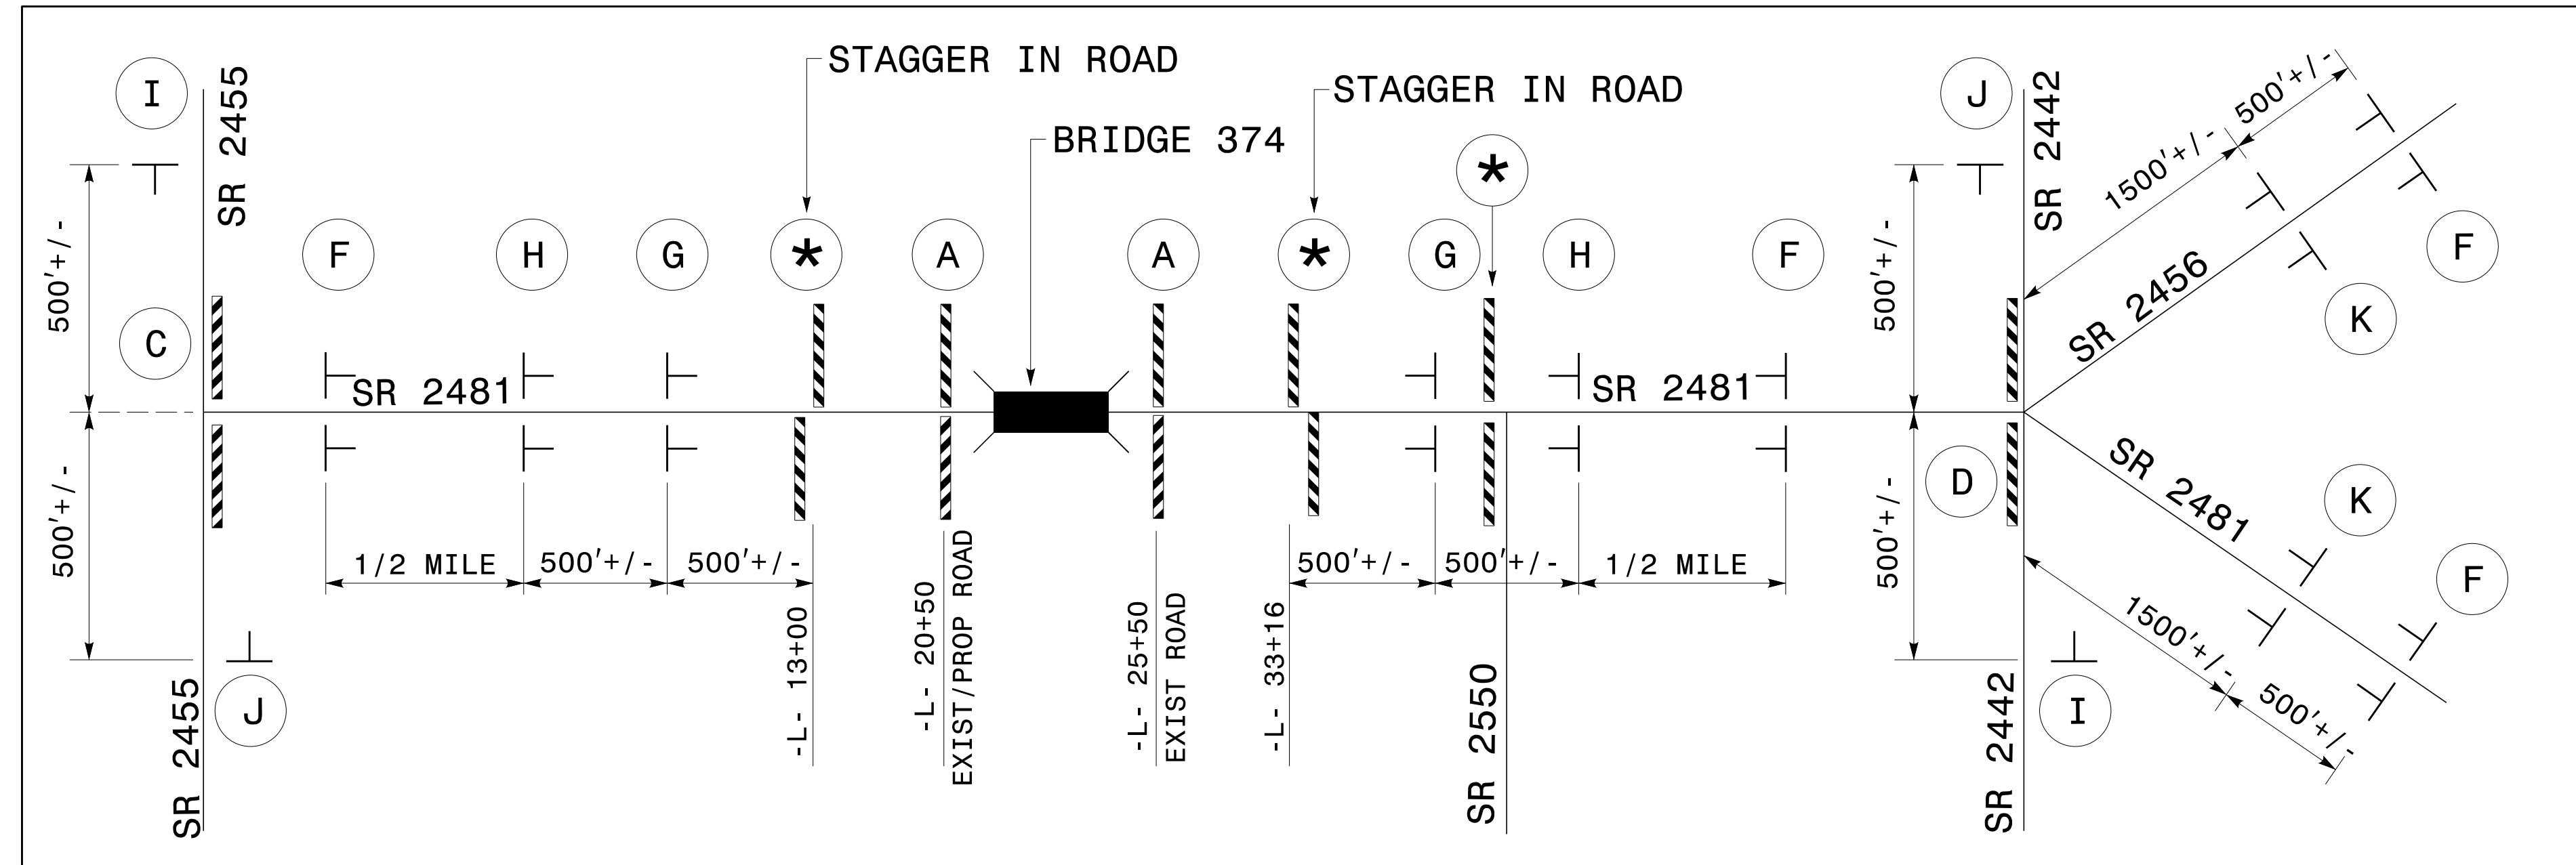 STAGGER IN ROAD
STAGGER IN ROAD
BRIDGE 374
*
I
SR 2455
500'+/-
C
F
H
G
*
A
A
*
G
H
F
SR 2481
SR 2481
J
SR 2442
500'+/-
1500'+/-
500'+/-
SR 2456
F
K
500'+/-
J
SR 2455
1/2 MILE
500'+/-
500'+/-
-L- 13+00
-L- 20+50
EXIST/PROP ROAD
-L- 25+50
EXIST ROAD
-L- 33+16
500'+/-
500'+/-
1/2 MILE
SR 2550
D
500'+/-
I
SR 2442
SR 2481
K
F
1500'+/-
500'+/-